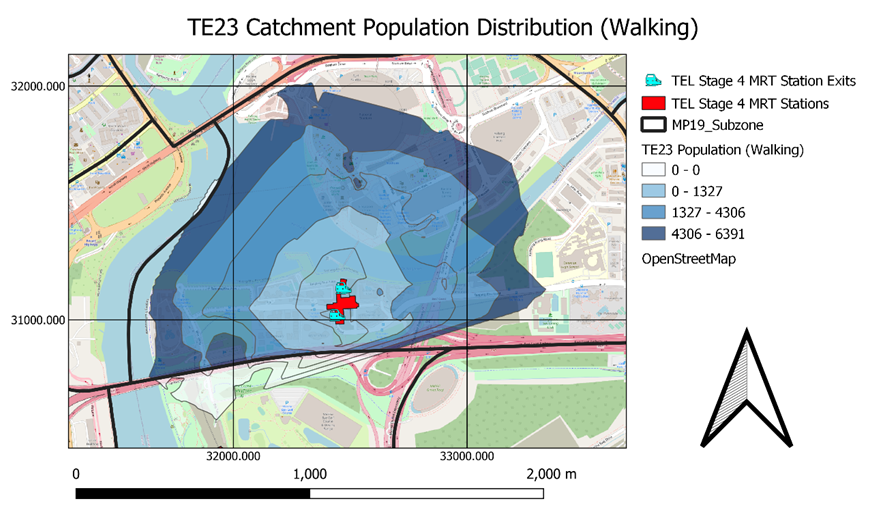 TE23 Catchment Population Distribution (Walking)
32000.000
31000.000
32000.000
33000.000
0
1,000
2,000 m
TEL Stage 4 MRT Station Exits
TEL Stage 4 MRT Stations
MP19_Subzone
TE23 Population (Walking)
0 - 0
0 - 1327
1327 - 4306
4306 - 6391
OpenStreetMap